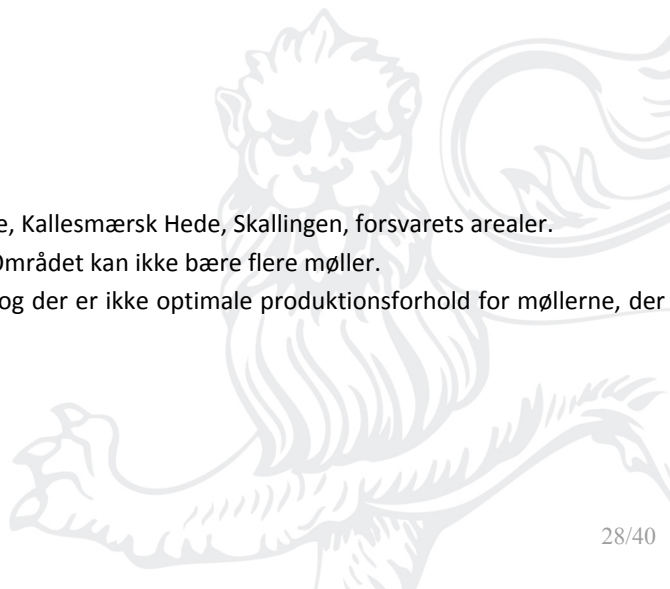 e, Kallesmærsk Hede, Skallingen, forsvarets arealer.
Området kan ikke bære flere møller.
og der er ikke optimale produktionsforhold for møllerne, der
28/40